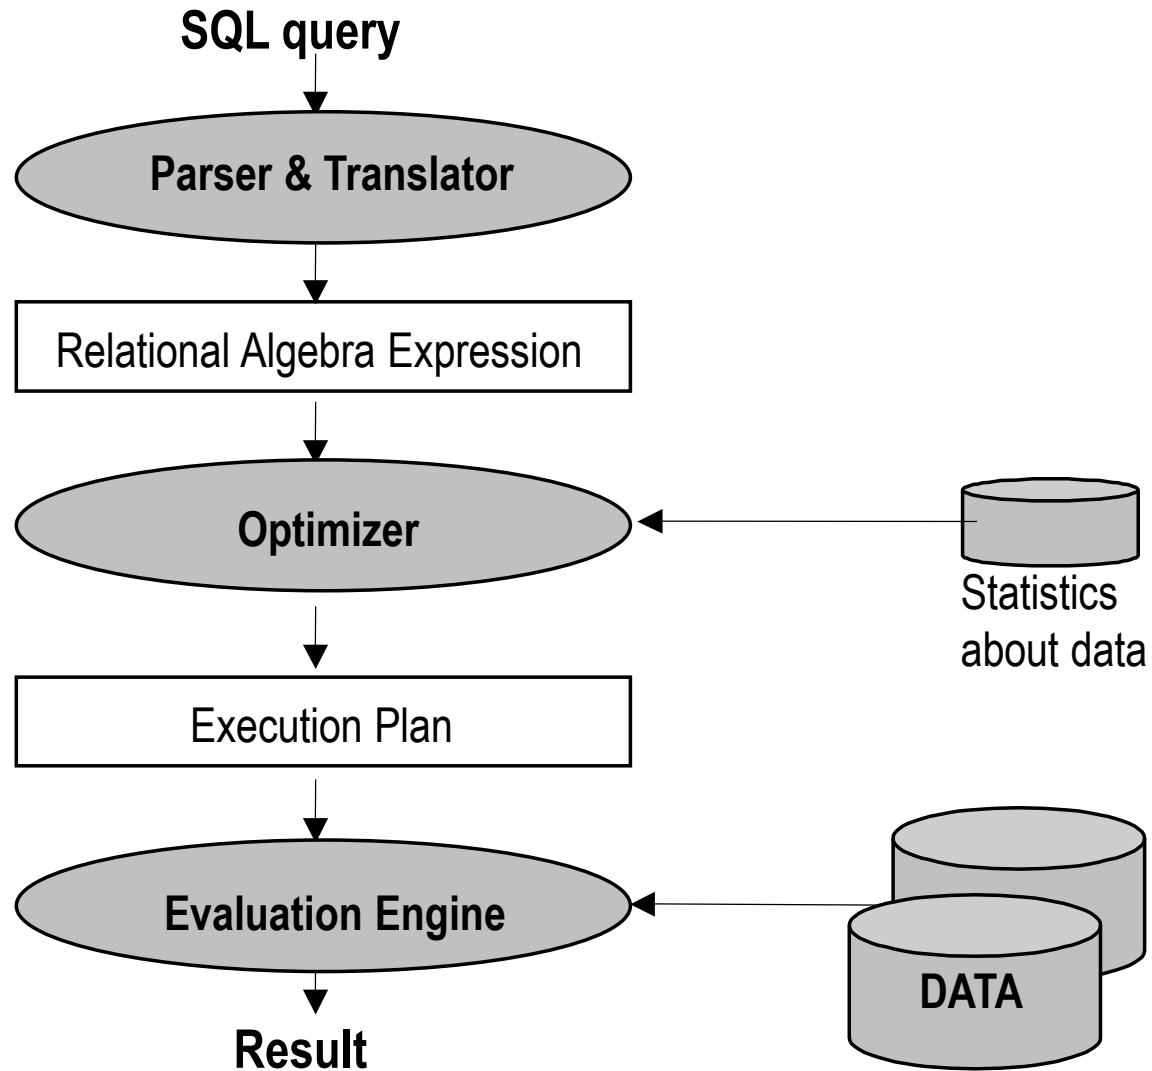 SQL query
Parser & Translator
Relational Algebra Expression
Optimizer
Statistics
about data
Execution Plan
Evaluation Engine
DATA
Result